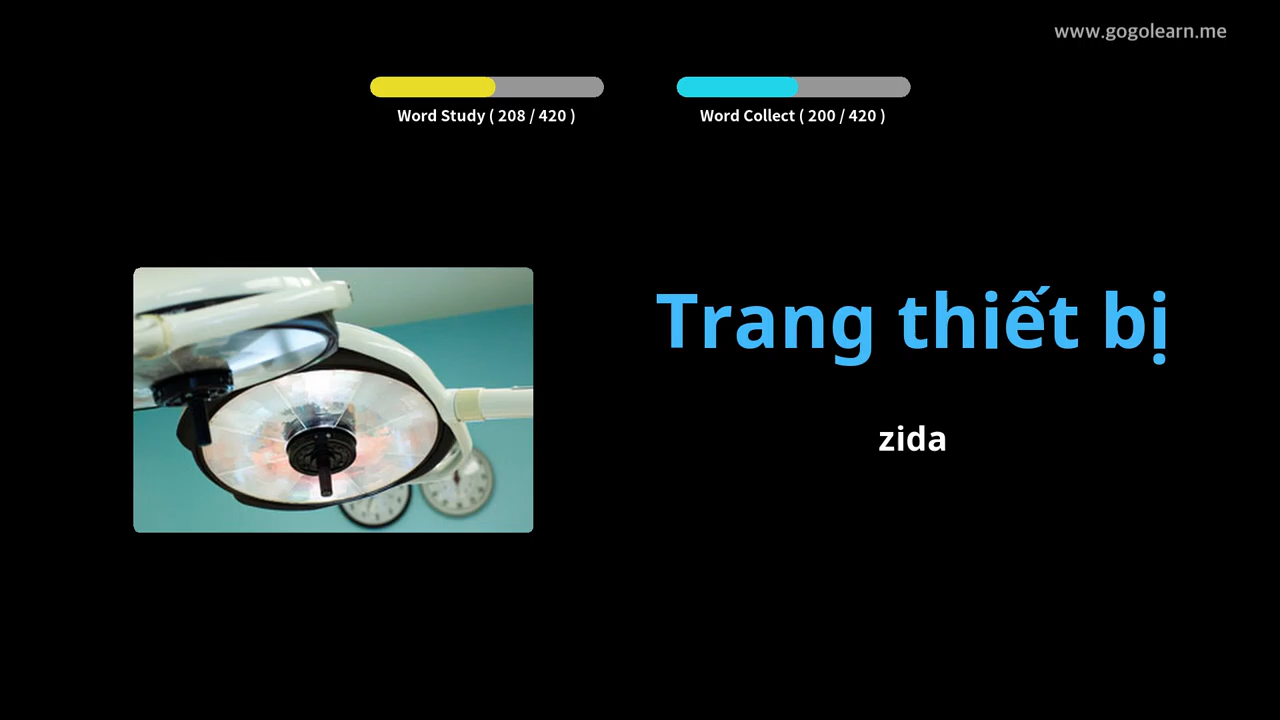 www.gogolearn.me
Word Study ( 208 / 420 )
Word Collect ( 200 / 420 )
Trang thiết bị
zida